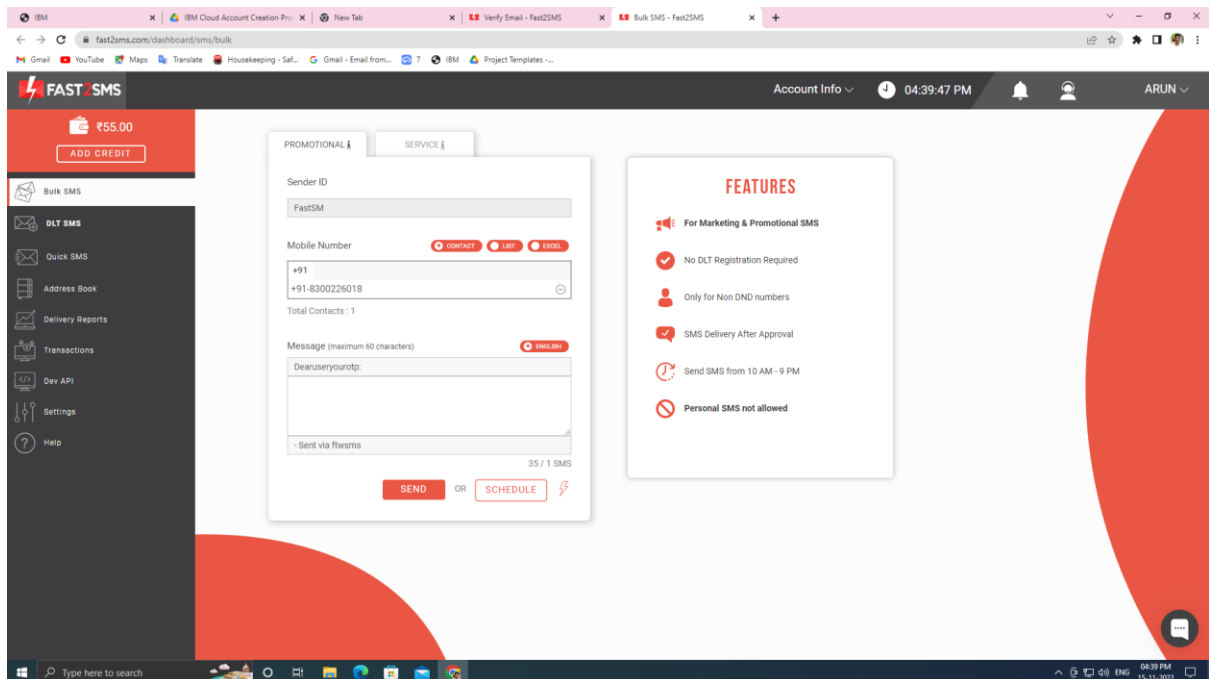 IBM
IBM Cloud Account Creation Pro
New Tab
Verify Email - Fast2SMS
Bulk SMS - Fast2SMS
fast2sms.com/dashboard/sms/bulk
Gmail YouTube Maps Translate Housekeeping - Saf... Gmail - Email from... 7 IBM Project Templates -...
FAST2SMS
Account Info
04:39:47 PM
ARUN
₹55.00
ADD CREDIT
Bulk SMS
DLT SMS
Quick SMS
Address Book
Delivery Reports
Transactions
Dev API
Settings
Help
PROMOTIONAL i
SERVICE i
Sender ID
FastSM
Mobile Number
CONTACT LIST EXCEL
+91
+91-8300226018
Total Contacts : 1
Message (maximum 60 characters)
ENGLISH
Dearuseryourotp:
- Sent via ftwsms
35 / 1 SMS
SEND OR SCHEDULE
FEATURES
For Marketing & Promotional SMS
No DLT Registration Required
Only for Non DND numbers
SMS Delivery After Approval
Send SMS from 10 AM - 9 PM
Personal SMS not allowed
Type here to search
ENG
04:39 PM
15-11-2022